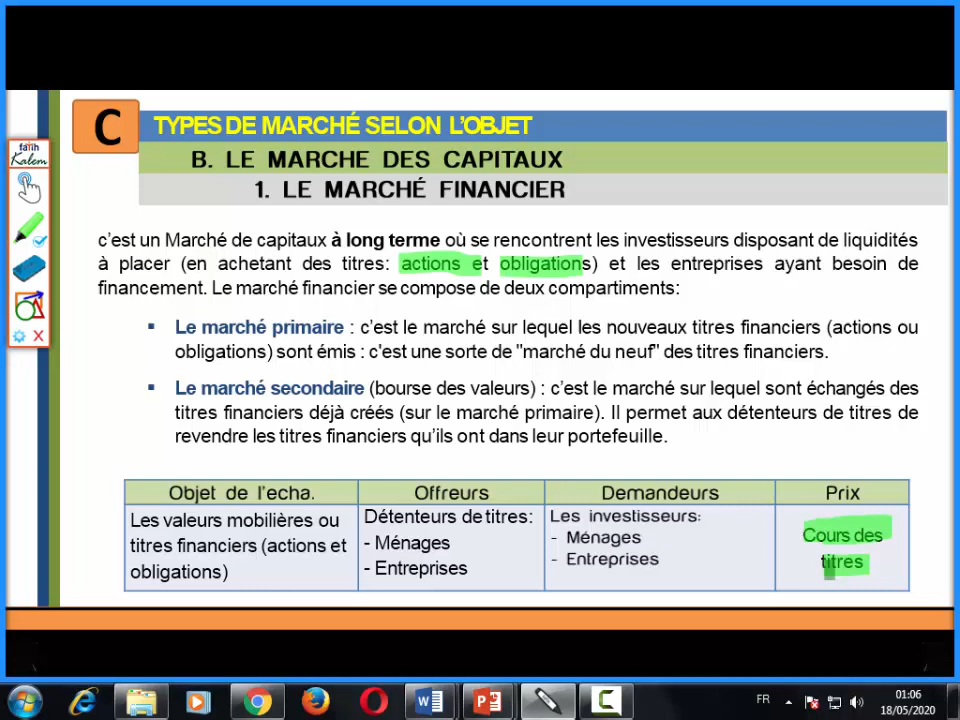 C
TYPES DE MARCHÉ SELON L'OBJET
B. LE MARCHE DES CAPITAUX
1. LE MARCHÉ FINANCIER
fatih
Kalem
c'est un Marché de capitaux à long terme où se rencontrent les investisseurs disposant de liquidités
à placer (en achetant des titres: actions et obligations) et les entreprises ayant besoin de
financement. Le marché financier se compose de deux compartiments:
▪ Le marché primaire : c'est le marché sur lequel les nouveaux titres financiers (actions ou
obligations) sont émis : c'est une sorte de "marché du neuf" des titres financiers.
▪ Le marché secondaire (bourse des valeurs) : c'est le marché sur lequel sont échangés des
titres financiers déjà créés (sur le marché primaire). Il permet aux détenteurs de titres de
revendre les titres financiers qu'ils ont dans leur portefeuille.
Objet de l'echa. Offreurs Demandeurs Prix
Les valeurs mobilières ou
titres financiers (actions et
obligations)
Détenteurs de titres:
- Ménages
- Entreprises
Les investisseurs:
- Ménages
- Entreprises
Cours des
titres
FR
01:06
18/05/2020